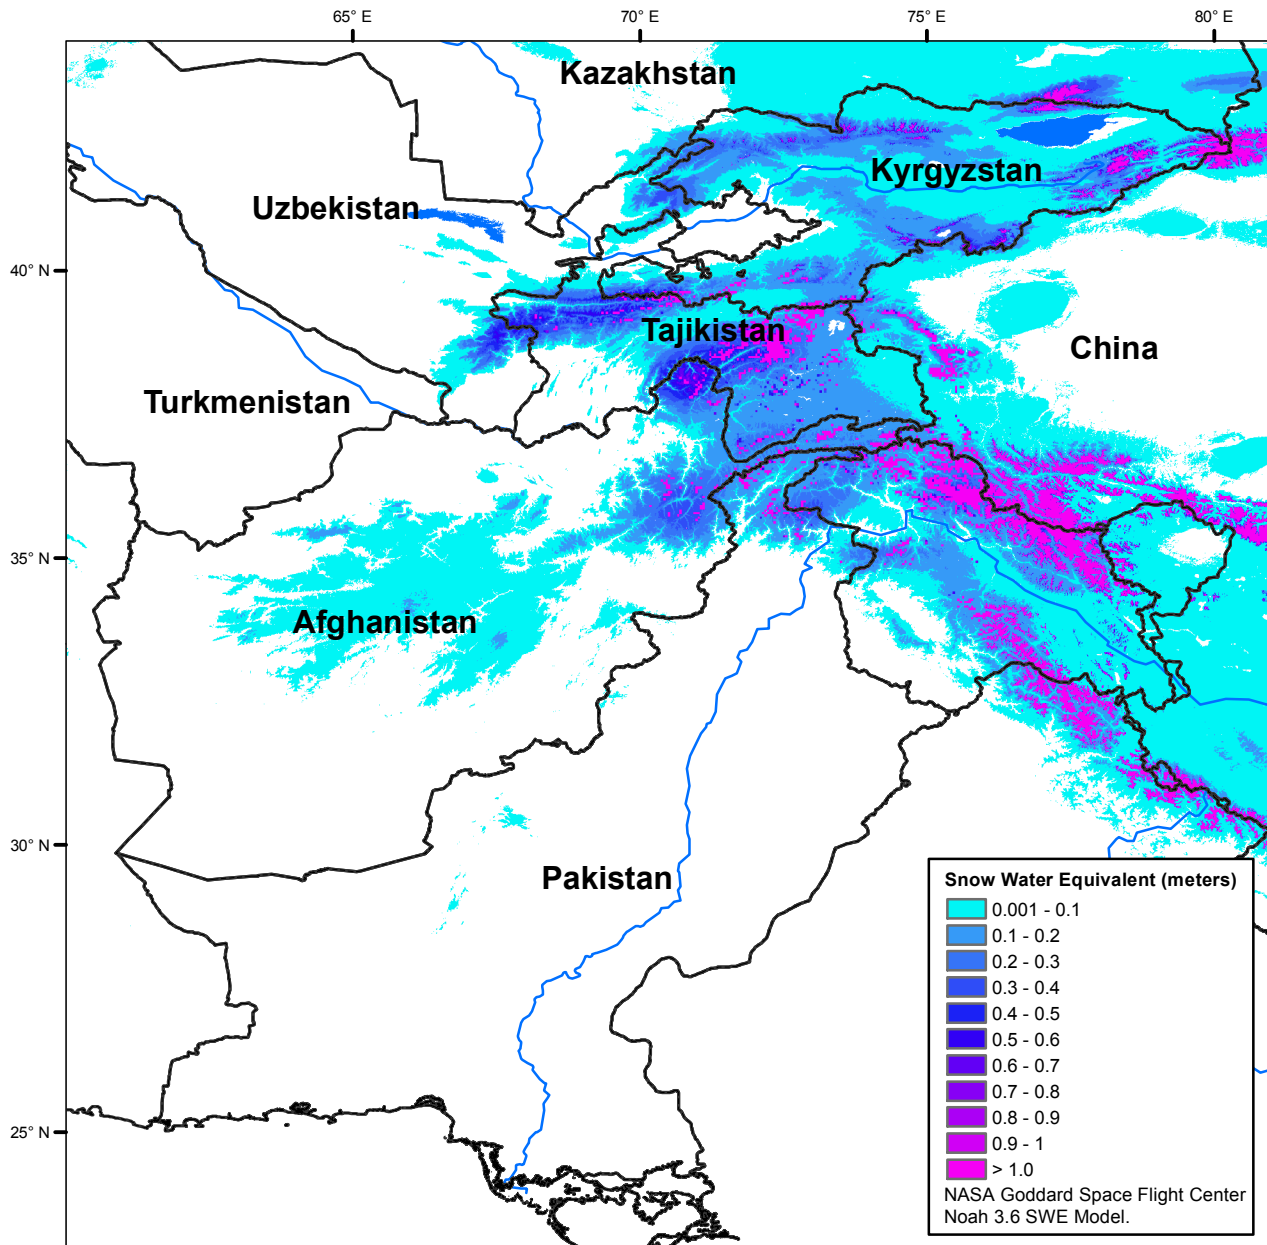 65° E
70° E
75° E
80° E
Kazakhstan
Kyrgyzstan
Uzbekistan
40° N
Tajikistan
China
Turkmenistan
35° N
Afghanistan
30° N
Pakistan
25° N
Snow Water Equivalent (meters)
0.001 - 0.1
0.1 - 0.2
0.2 - 0.3
0.3 - 0.4
0.4 - 0.5
0.5 - 0.6
0.6 - 0.7
0.7 - 0.8
0.8 - 0.9
0.9 - 1
> 1.0
NASA Goddard Space Flight Center
Noah 3.6 SWE Model.